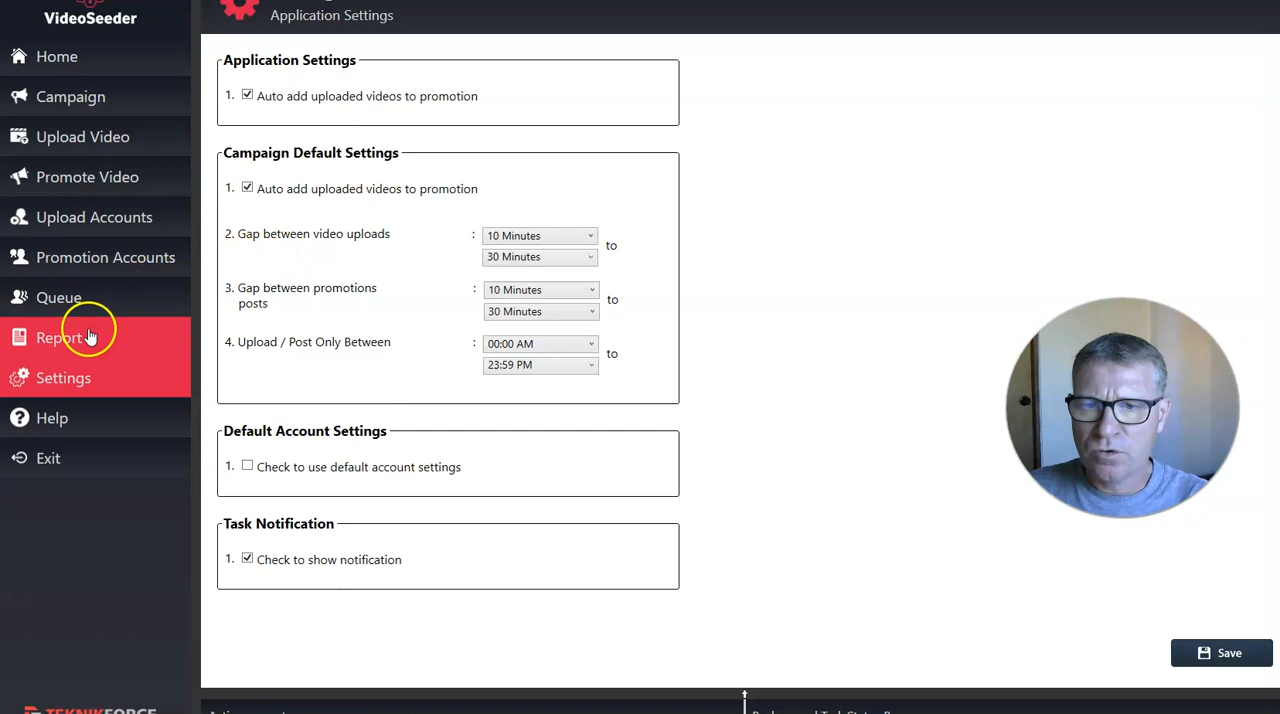 VideoSeeder
Home
Campaign
Upload Video
Promote Video
Upload Accounts
Promotion Accounts
Queue
Report
Settings
Help
Exit
Application Settings
Application Settings
1. Auto add uploaded videos to promotion
Campaign Default Settings
1. Auto add uploaded videos to promotion
2. Gap between video uploads : 10 Minutes to
30 Minutes
3. Gap between promotions posts : 10 Minutes to
30 Minutes
4. Upload / Post Only Between : 00:00 AM to
23:59 PM
Default Account Settings
1. Check to use default account settings
Task Notification
1. Check to show notification
Save
TEKNIKFORCE